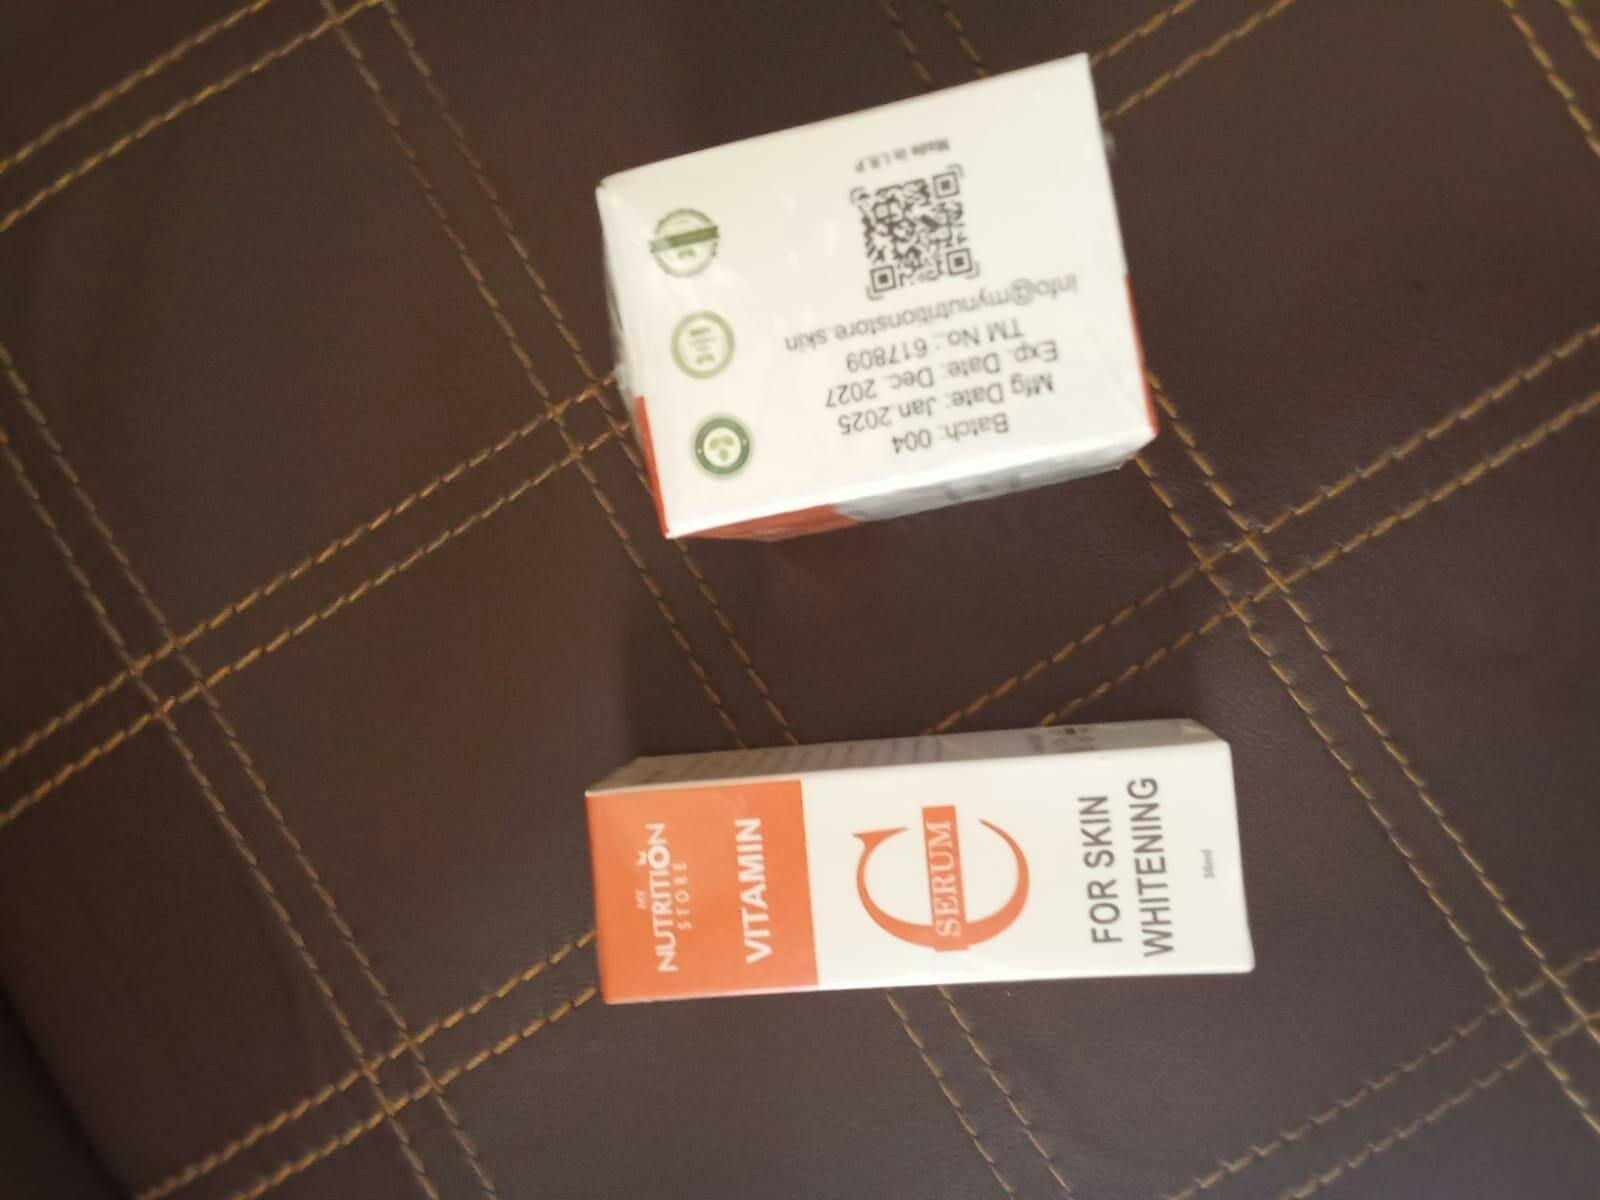 Made in I.R.P
info@mynutritionstore.skin
TM No.: 617809
Exp. Date: Dec. 2027
Mfg Date: Jan.2025
Batch: 004
MY
NUTRITION
STORE
VITAMIN
C
SERUM
FOR SKIN
WHITENING